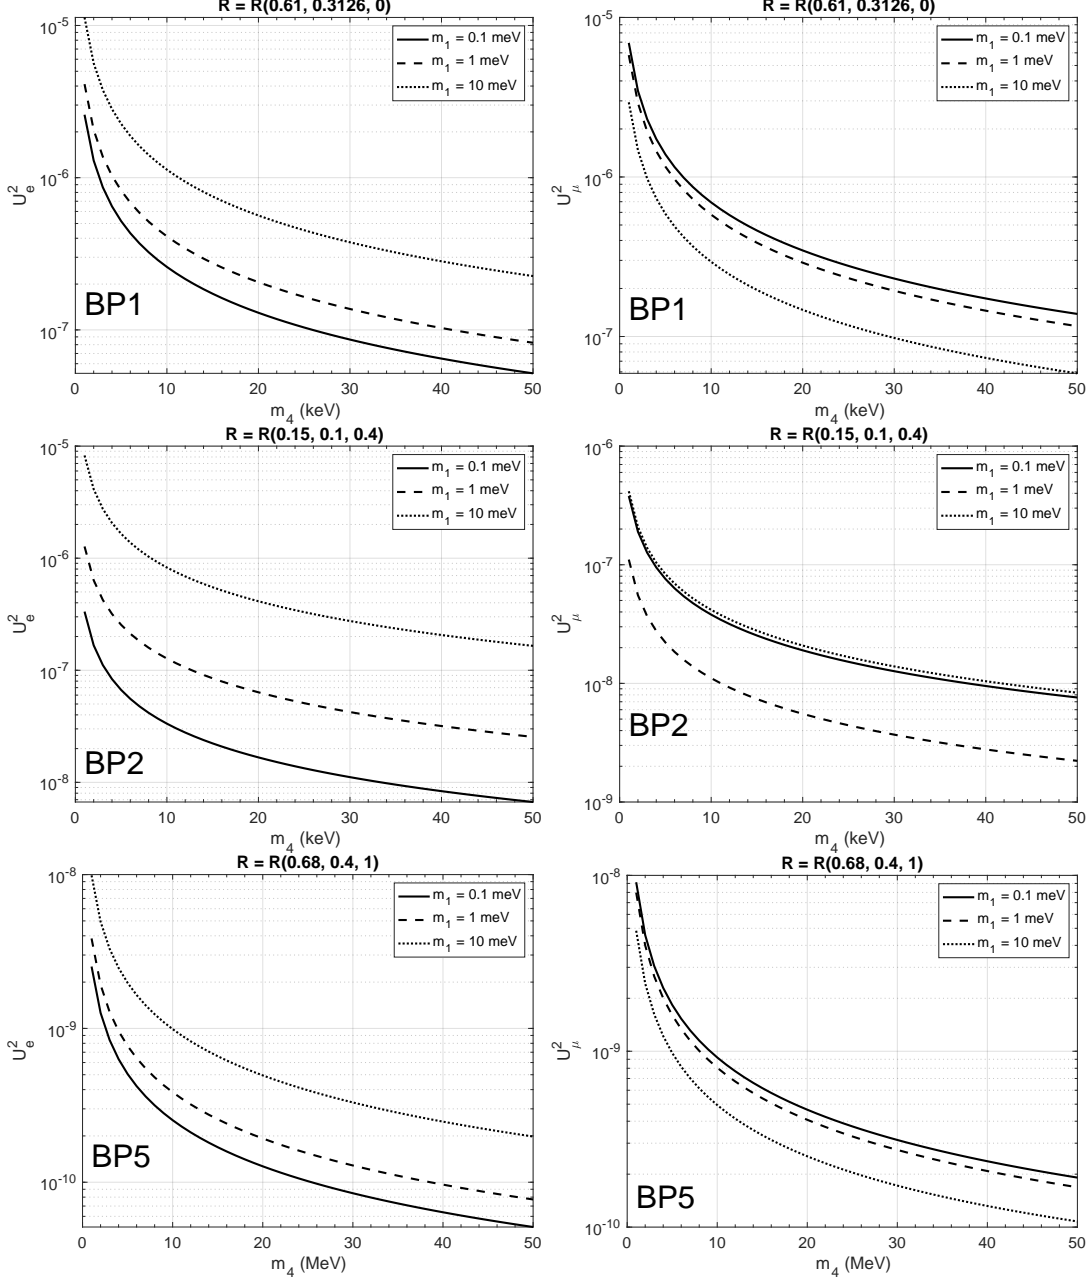 R = R(0.61, 0.3126, 0)
10^-5
10^-6
10^-7
U_e^2
m_1 = 0.1 meV
m_1 = 1 meV
m_1 = 10 meV
BP1
0 10 20 30 40 50
m_4 (keV)
R = R(0.61, 0.3126, 0)
10^-5
10^-6
10^-7
U_μ^2
m_1 = 0.1 meV
m_1 = 1 meV
m_1 = 10 meV
BP1
0 10 20 30 40 50
m_4 (keV)
R = R(0.15, 0.1, 0.4)
10^-5
10^-6
10^-7
10^-8
U_e^2
m_1 = 0.1 meV
m_1 = 1 meV
m_1 = 10 meV
BP2
0 10 20 30 40 50
m_4 (keV)
R = R(0.15, 0.1, 0.4)
10^-6
10^-7
10^-8
10^-9
U_μ^2
m_1 = 0.1 meV
m_1 = 1 meV
m_1 = 10 meV
BP2
0 10 20 30 40 50
m_4 (keV)
R = R(0.68, 0.4, 1)
10^-8
10^-9
10^-10
U_e^2
m_1 = 0.1 meV
m_1 = 1 meV
m_1 = 10 meV
BP5
0 10 20 30 40 50
m_4 (MeV)
R = R(0.68, 0.4, 1)
10^-8
10^-9
10^-10
U_μ^2
m_1 = 0.1 meV
m_1 = 1 meV
m_1 = 10 meV
BP5
0 10 20 30 40 50
m_4 (MeV)